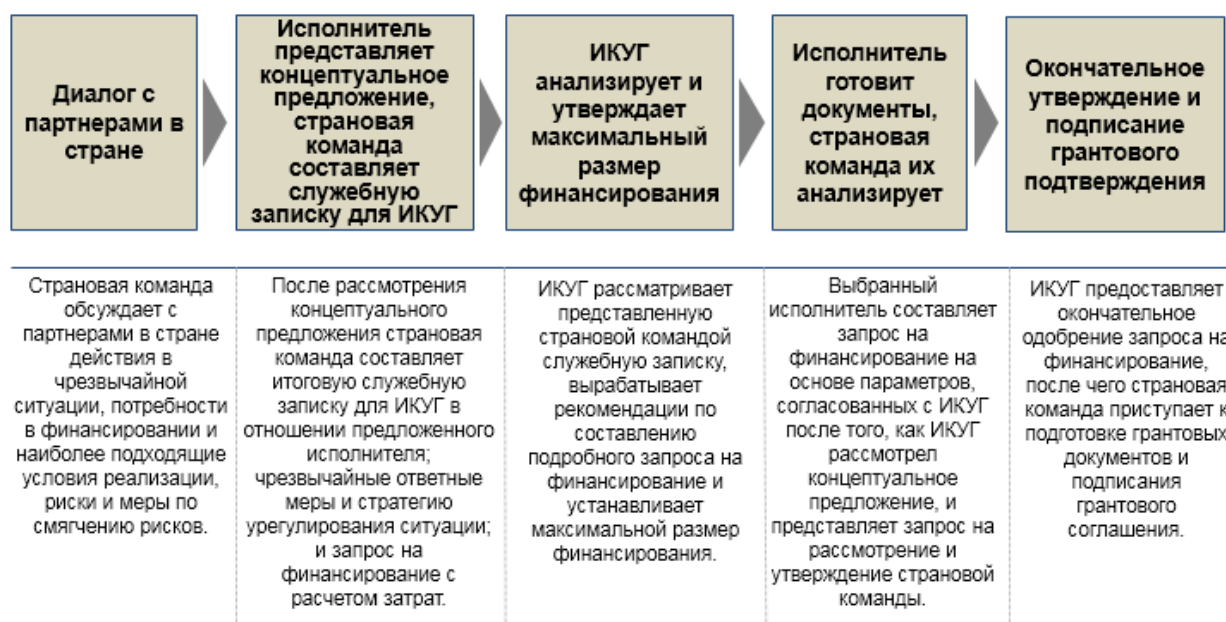 Диалог с
партнерами в
стране
Исполнитель
представляет
концептуальное
предложение,
страновая
команда
составляет
служебную
записку для ИКУГ
ИКУГ
анализирует и
утверждает
максимальный
размер
финансирования
Исполнитель
готовит
документы,
страновая
команда их
анализирует
Окончательное
утверждение и
подписание
грантового
подтверждения
Страновая команда
обсуждает с
партнерами в стране
действия в
чрезвычайной
ситуации, потребности
в финансировании и
наиболее подходящие
условия реализации,
риски и меры по
смягчению рисков.
После рассмотрения
концептуального
предложения страновая
команда составляет
итоговую служебную
записку для ИКУГ в
отношении предложенного
исполнителя;
чрезвычайные ответные
меры и стратегию
урегулирования ситуации;
и запрос на
финансирование с
расчетом затрат.
ИКУГ рассматривает
представленную
страновой командой
служебную записку,
вырабатывает
рекомендации по
составлению
подробного запроса на
финансирование и
устанавливает
максимальной размер
финансирования.
Выбранный
исполнитель составляет
запрос на
финансирование на
основе параметров,
согласованных с ИКУГ
после того, как ИКУГ
рассмотрел
концептуальное
предложение, и
представляет запрос на
рассмотрение и
утверждение страновой
команды.
ИКУГ предоставляет
окончательное
одобрение запроса на
финансирование,
после чего страновая
команда приступает к
подготовке грантовых
документов и
подписания
грантового
соглашения.